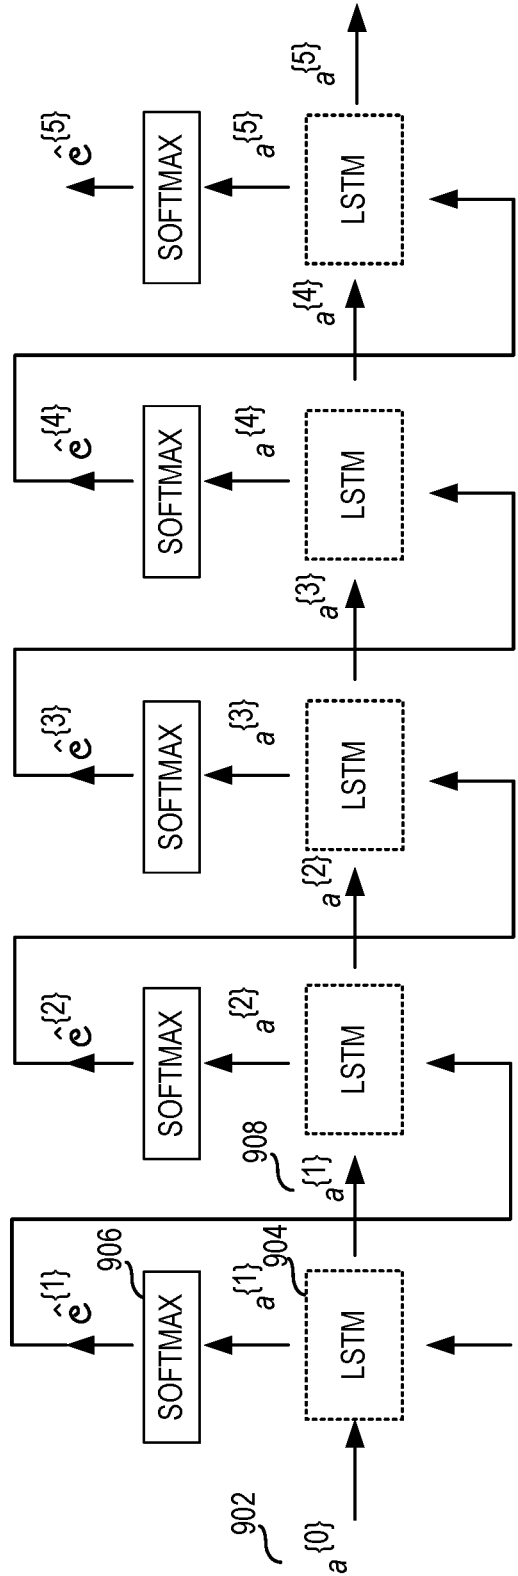 ê{1} ê{2} ê{3} ê{4} ê{5}
906
SOFTMAX SOFTMAX SOFTMAX SOFTMAX SOFTMAX
902 a{1} 904 908 a{2} a{3} a{4} a{5}
a{0} a{1} a{2} a{3} a{4} a{5}
LSTM LSTM LSTM LSTM LSTM